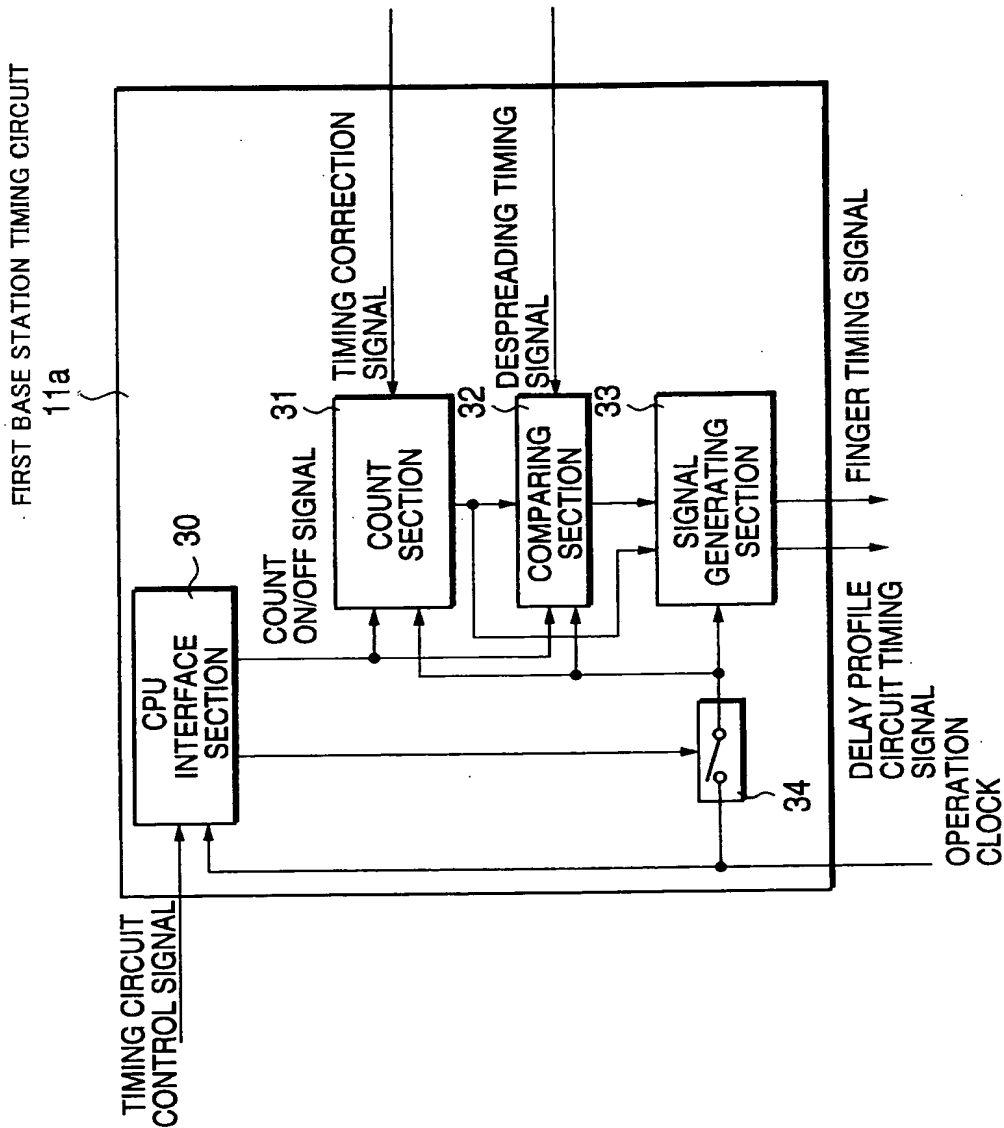 FIRST BASE STATION TIMING CIRCUIT
11a
TIMING CIRCUIT
CONTROL SIGNAL
30
CPU
INTERFACE
SECTION
COUNT
ON/OFF SIGNAL
31
COUNT
SECTION
TIMING CORRECTION
SIGNAL
32
COMPARING
SECTION
DESPREADING TIMING
SIGNAL
33
SIGNAL
GENERATING
SECTION
34
FINGER TIMING SIGNAL
DELAY PROFILE
CIRCUIT TIMING
SIGNAL
OPERATION
CLOCK